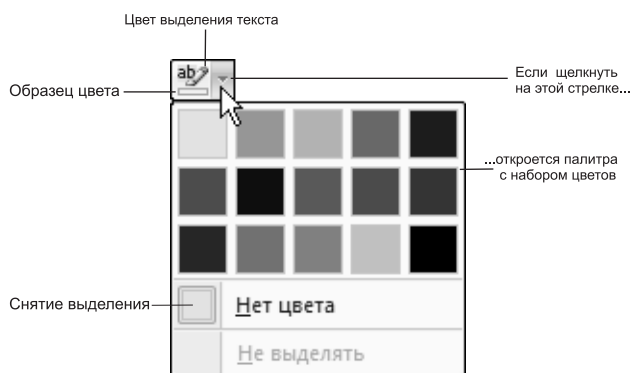 Цвет выделения текста
ab
Образец цвета
Если щелкнуть
на этой стрелке...
...откроется палитра
с набором цветов
Снятие выделения
Нет цвета
Не выделять